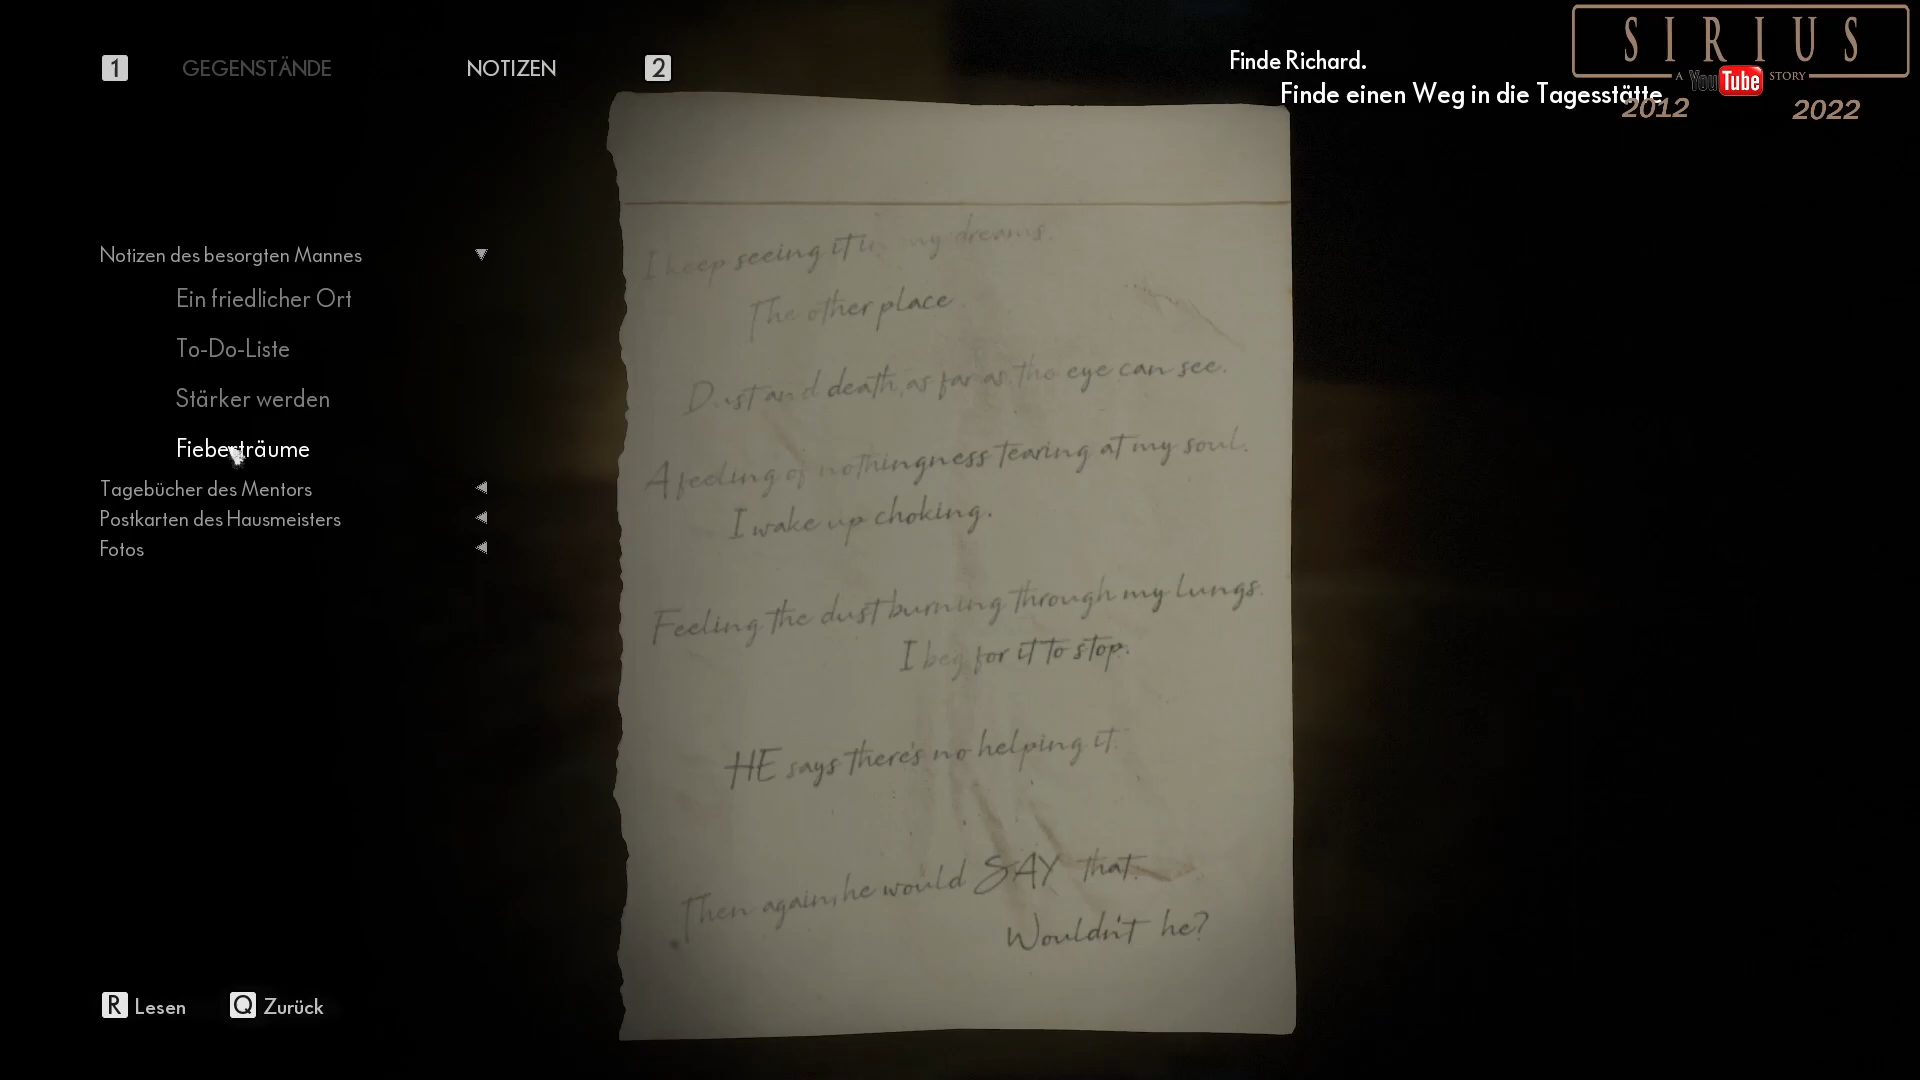 1 GEGENSTÄNDE NOTIZEN 2
Finde Richard.
Finde einen Weg in die Tagesstätte
SIRIUS
A YouTube STORY
2012 2022
Notizen des besorgten Mannes
Ein friedlicher Ort
To-Do-Liste
Stärker werden
Fieberträume
Tagebücher des Mentors
Postkarten des Hausmeisters
Fotos
I keep seeing it in my dreams.
The other place
Dust and death, as far as the eye can see.
A feeling of nothingness tearing at my soul.
I wake up choking.
Feeling the dust burning through my lungs.
I beg for it to stop.
HE says there's no helping it.
Then again, he would SAY that.
Wouldn't he?
R Lesen Q Zurück